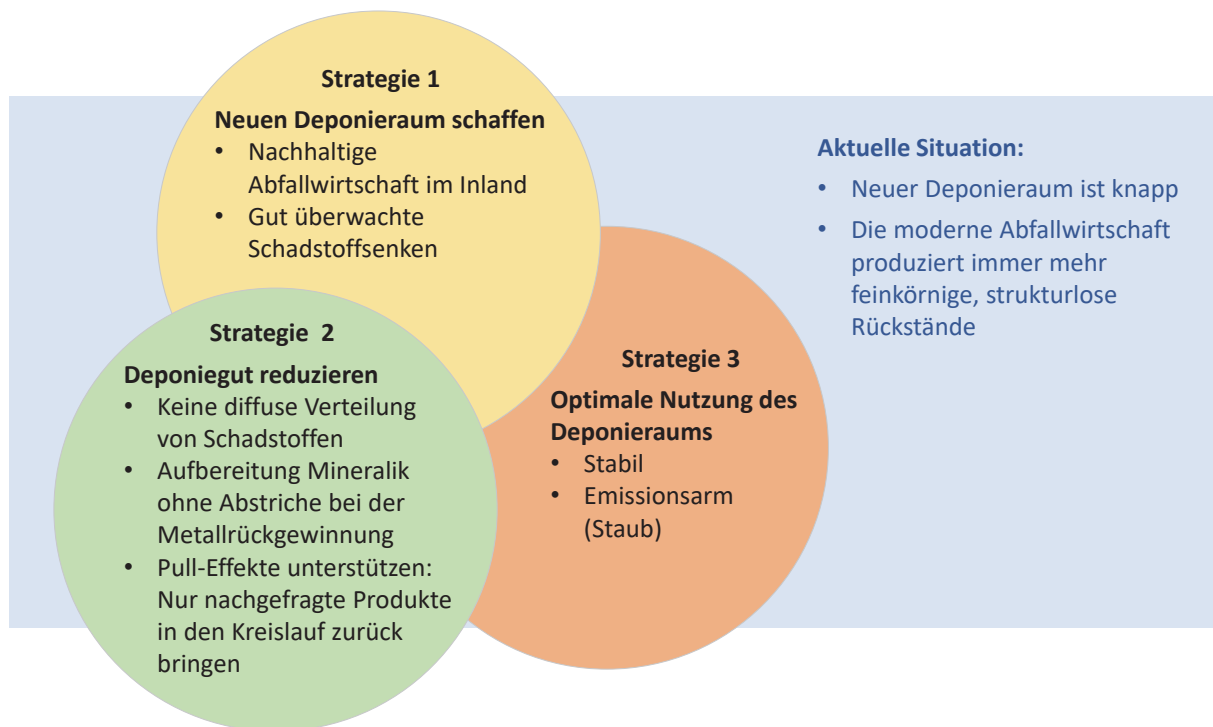 Strategie 1
Neuen Deponieraum schaffen
• Nachhaltige
Abfallwirtschaft im Inland
• Gut überwachte
Schadstoffsenken
Strategie 2
Deponiegut reduzieren
• Keine diffuse Verteilung
von Schadstoffen
• Aufbereitung Mineralik
ohne Abstriche bei der
Metallrückgewinnung
• Pull-Effekte unterstützen:
Nur nachgefragte Produkte
in den Kreislauf zurück
bringen
Strategie 3
Optimale Nutzung des
Deponieraums
• Stabil
• Emissionsarm
(Staub)
Aktuelle Situation:
• Neuer Deponieraum ist knapp
• Die moderne Abfallwirtschaft
produziert immer mehr
feinkörnige, strukturlose
Rückstände